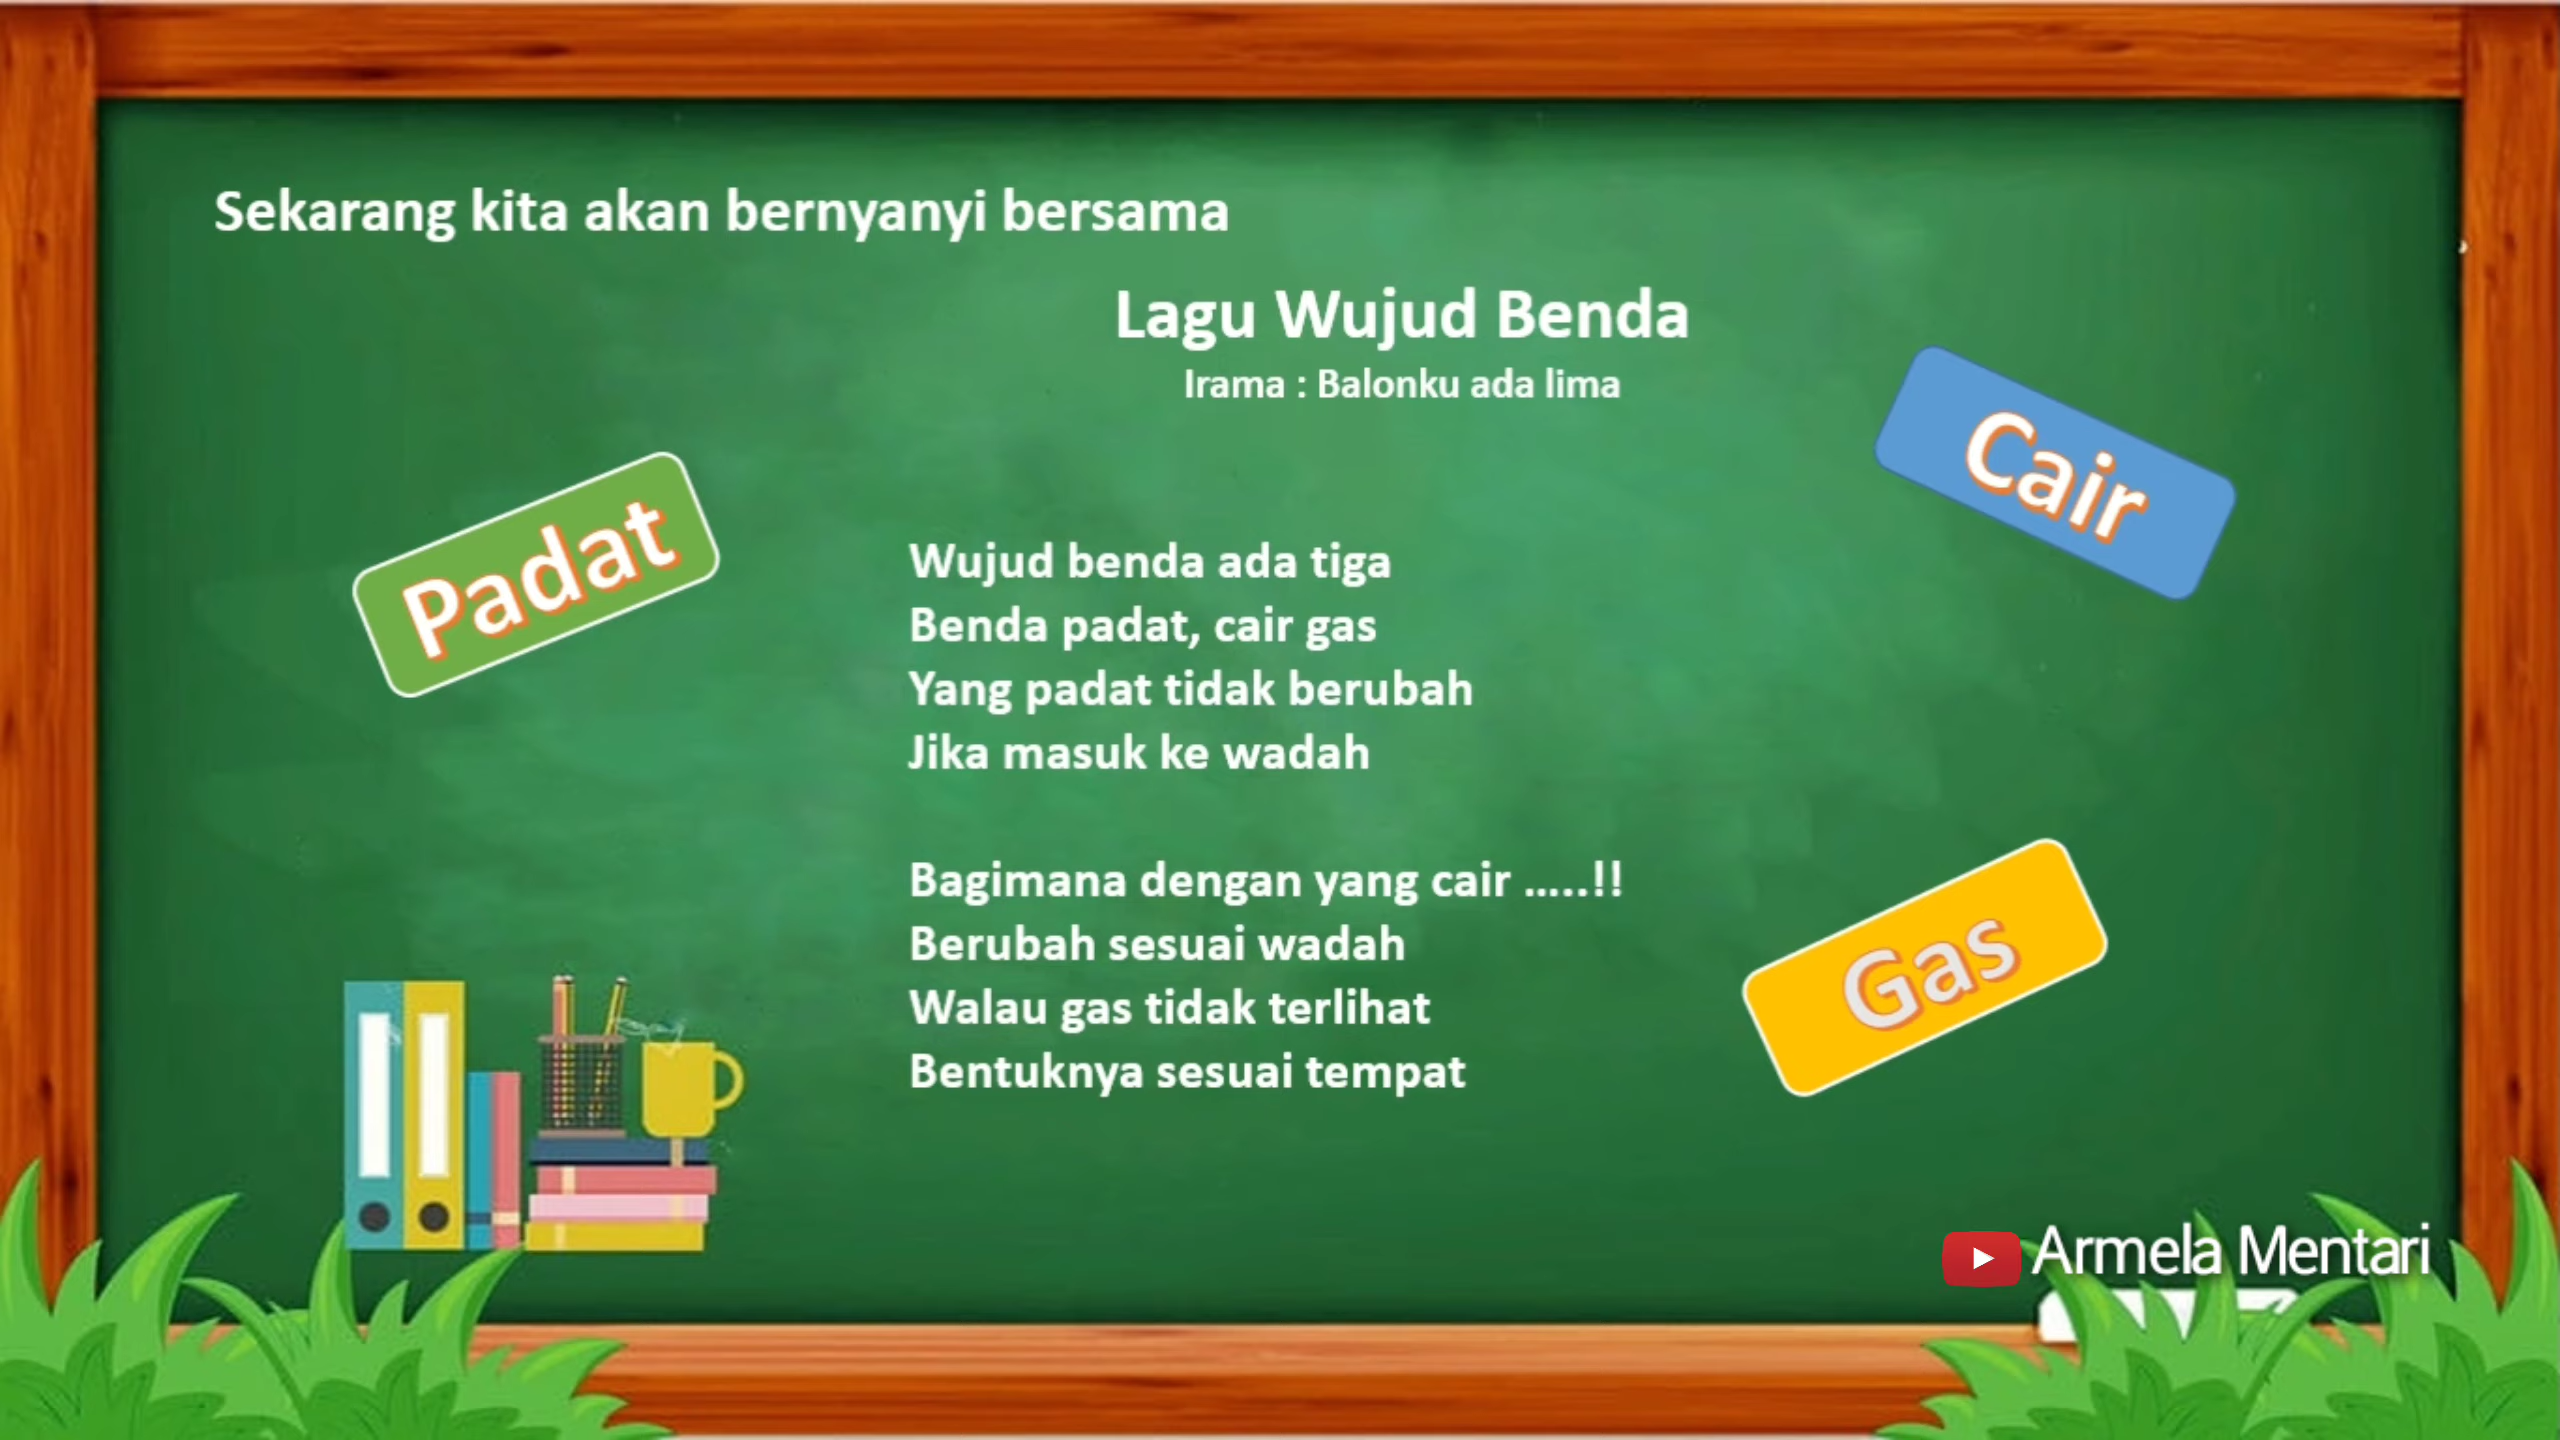 Sekarang kita akan bernyanyi bersama
Lagu Wujud Benda
Irama : Balonku ada lima
Cair
Padat
Wujud benda ada tiga
Benda padat, cair gas
Yang padat tidak berubah
Jika masuk ke wadah
Bagimana dengan yang cair .....!!
Berubah sesuai wadah
Walau gas tidak terlihat
Bentuknya sesuai tempat
Gas
Armela Mentari